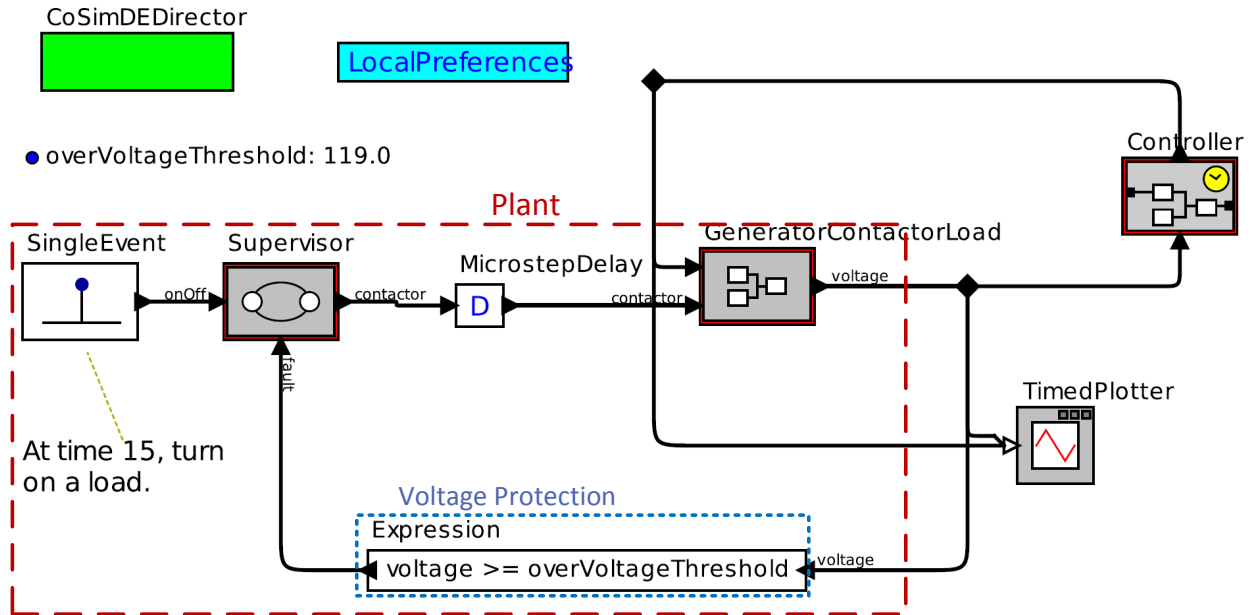 CoSimDEDirector
LocalPreferences
overVoltageThreshold: 119.0
Controller
Plant
SingleEvent
Supervisor
MicrostepDelay
GeneratorContactorLoad
onOff
contactor
D
contactor
voltage
fault
TimedPlotter
At time 15, turn
on a load.
Voltage Protection
Expression
voltage >= overVoltageThreshold
voltage